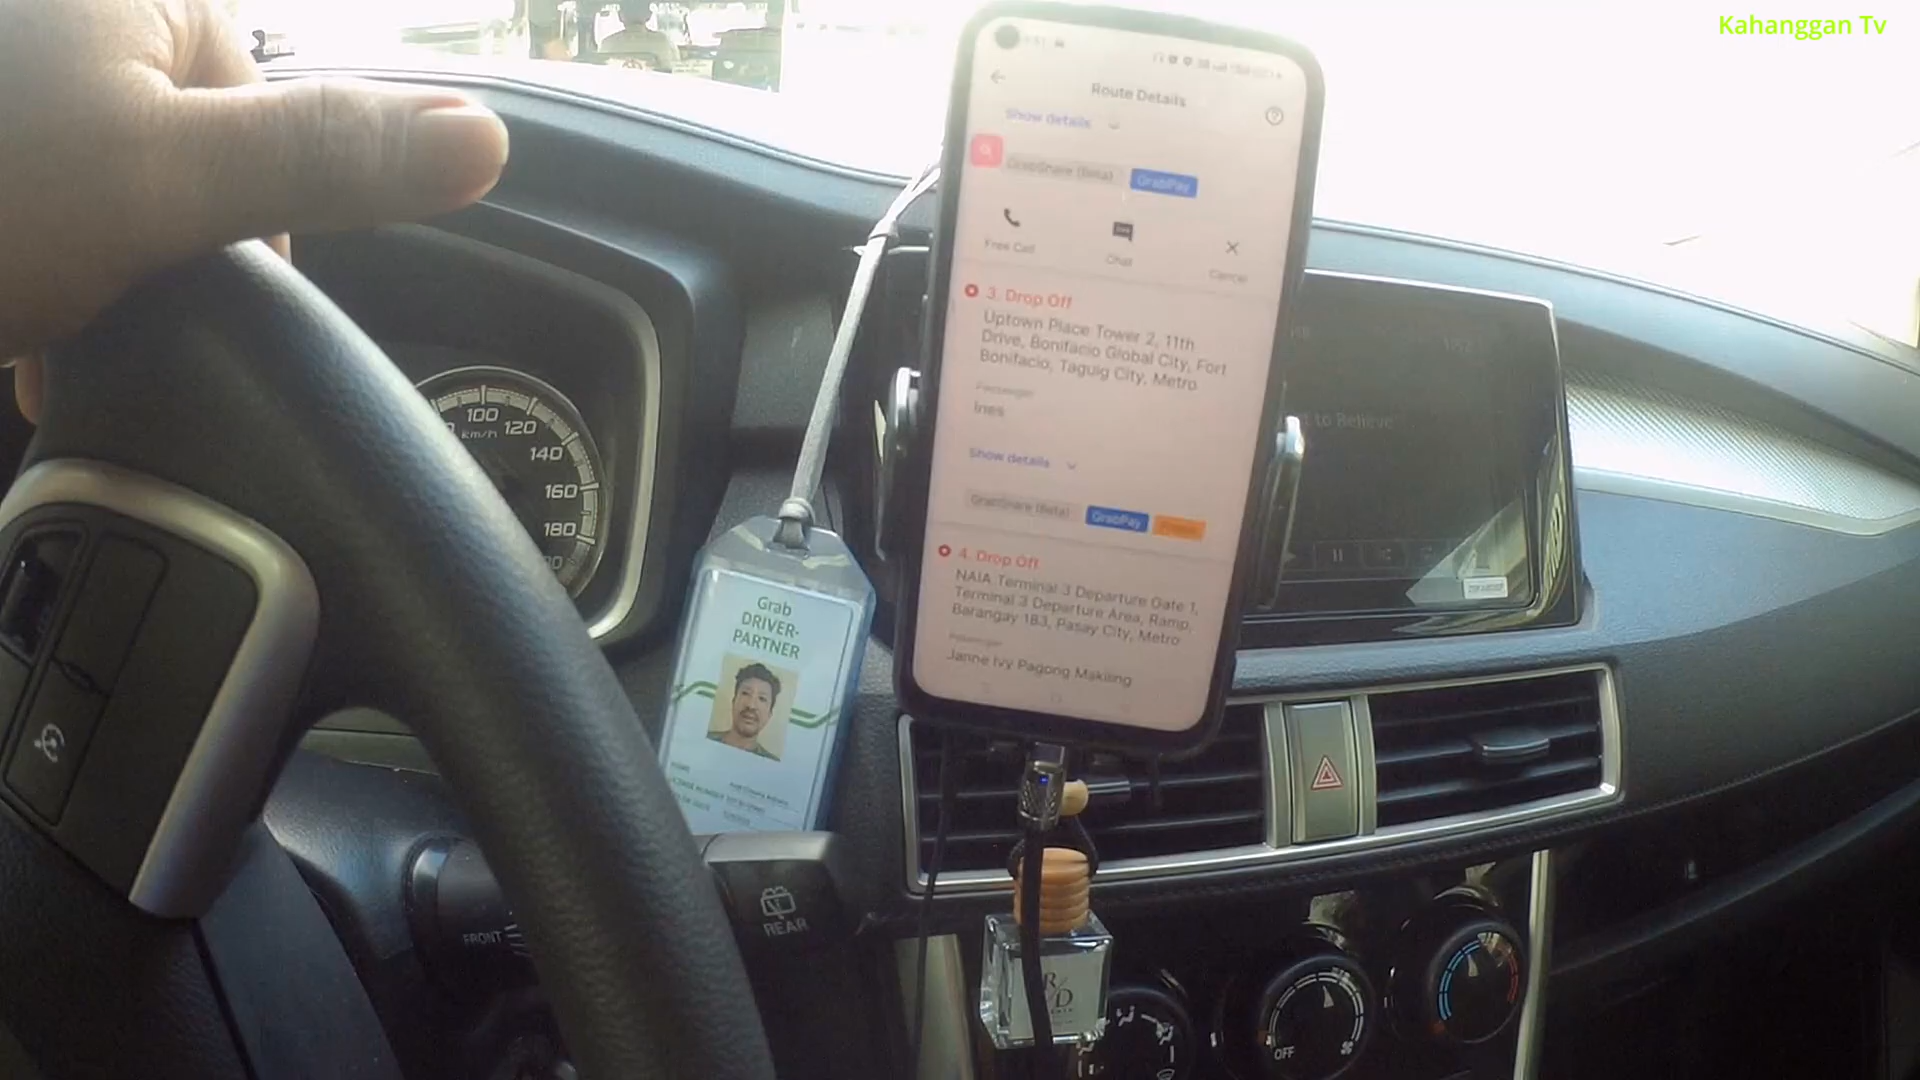 Kahanggan Tv
Route Details
Show details
GrabShare (Beta)
GrabPay
Free Call
Chat
Cancel
3. Drop Off
Uptown Place Tower 2, 11th
Drive, Bonifacio Global City, Fort
Bonifacio, Taguig City, Metro
Passenger
Ines
Show details
GrabShare (Beta)
GrabPay
4. Drop Off
NAIA Terminal 3 Departure Gate 1,
Terminal 3 Departure Area, Ramp,
Barangay 183, Pasay City, Metro
Passenger
Janne Ivy Pagong Makiling
100
km/h
120
140
160
180
Grab
DRIVER-
PARTNER
t to Believe
FRONT
REAR
R/D
OFF